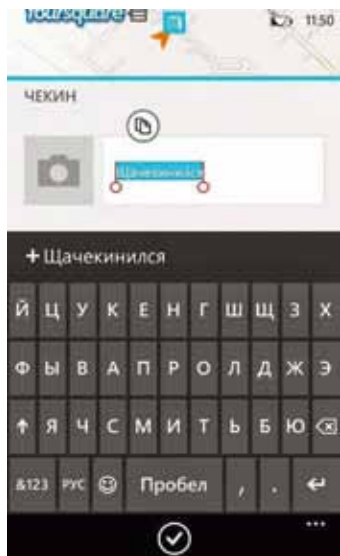 foursquare
11:50
ЧЕКИН
Щачекинился
+Щачекинился
Й Ц У К Е Н Г Ш Щ З Х
Ф Ы В А П Р О Л Д Ж Э
Я Ч С М И Т Ь Б Ю
&123 РУС Пробел , .
...